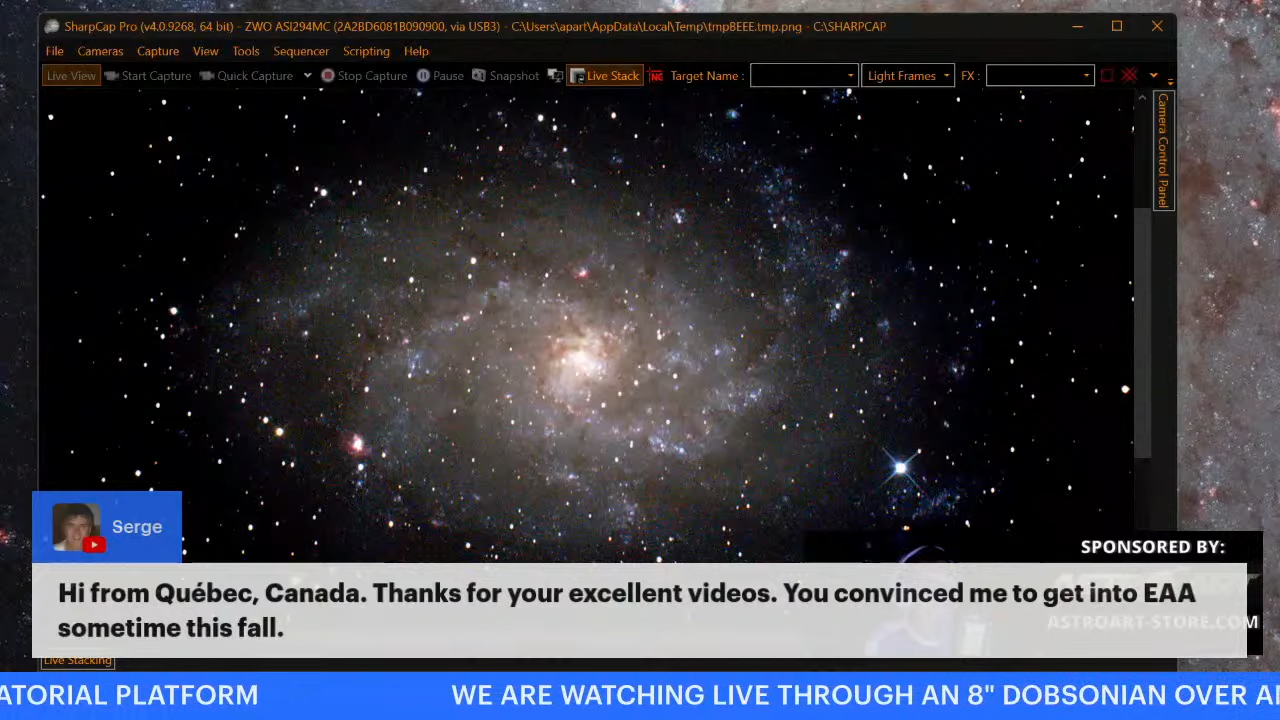 SharpCap Pro (v4.0.9268, 64 bit) - ZWO ASI294MC (2A2BD6081B090900, via USB3) - C:\Users\apart\AppData\Local\Temp\tmpBEEE.tmp.png - C:\SHARPCAP
File Cameras Capture View Tools Sequencer Scripting Help
Live View Start Capture Quick Capture Stop Capture Pause Snapshot Live Stack NC Target Name : Light Frames FX :
Camera Control Panel
Serge
SPONSORED BY:
Hi from Québec, Canada. Thanks for your excellent videos. You convinced me to get into EAA
sometime this fall.
ASTROART-STORE.COM
Live Stacking
ATORIAL PLATFORM WE ARE WATCHING LIVE THROUGH AN 8" DOBSONIAN OVER A